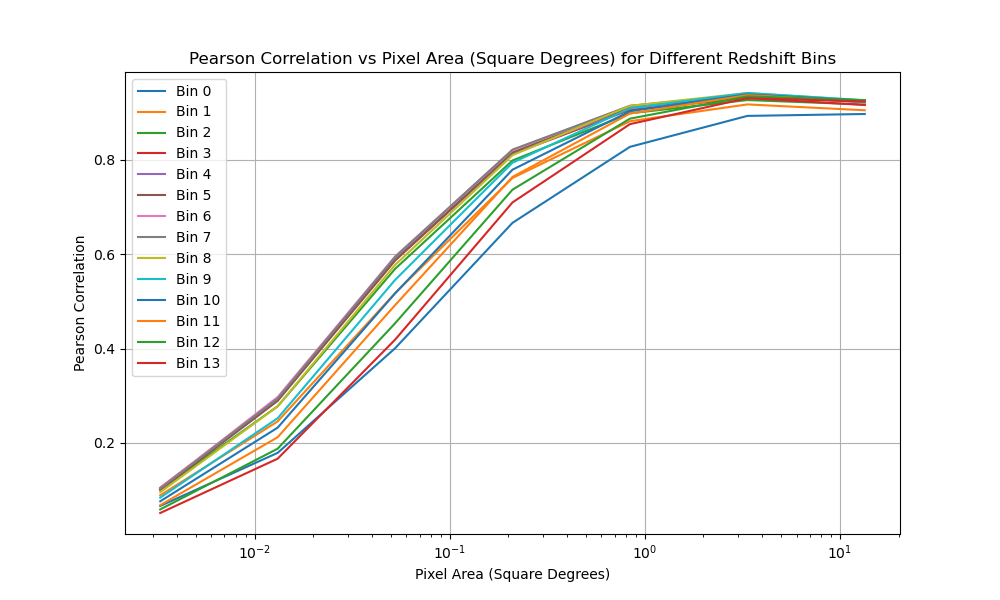 Pearson Correlation vs Pixel Area (Square Degrees) for Different Redshift Bins
Bin 0
Bin 1
Bin 2
Bin 3
Bin 4
Bin 5
Bin 6
Bin 7
Bin 8
Bin 9
Bin 10
Bin 11
Bin 12
Bin 13
Pearson Correlation
0.8
0.6
0.4
0.2
10⁻² 10⁻¹ 10⁰ 10¹
Pixel Area (Square Degrees)